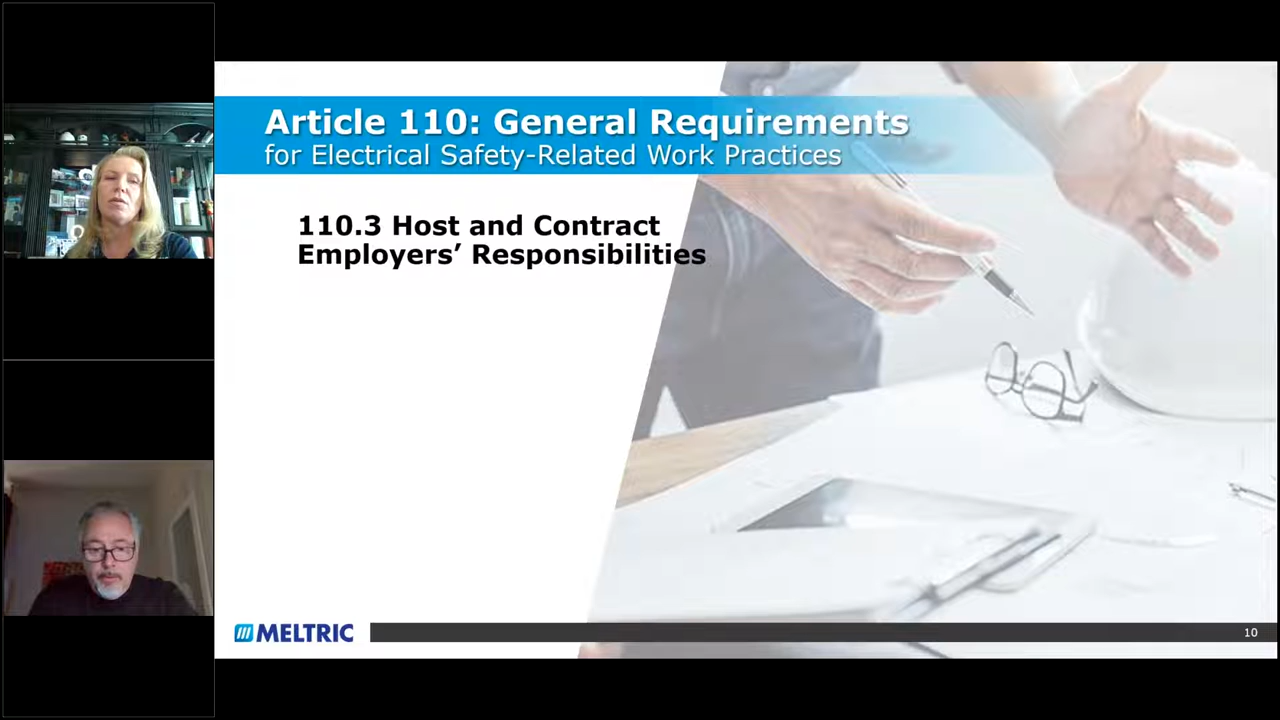 Article 110: General Requirements
for Electrical Safety-Related Work Practices
110.3 Host and Contract
Employers’ Responsibilities
MELTRIC
10